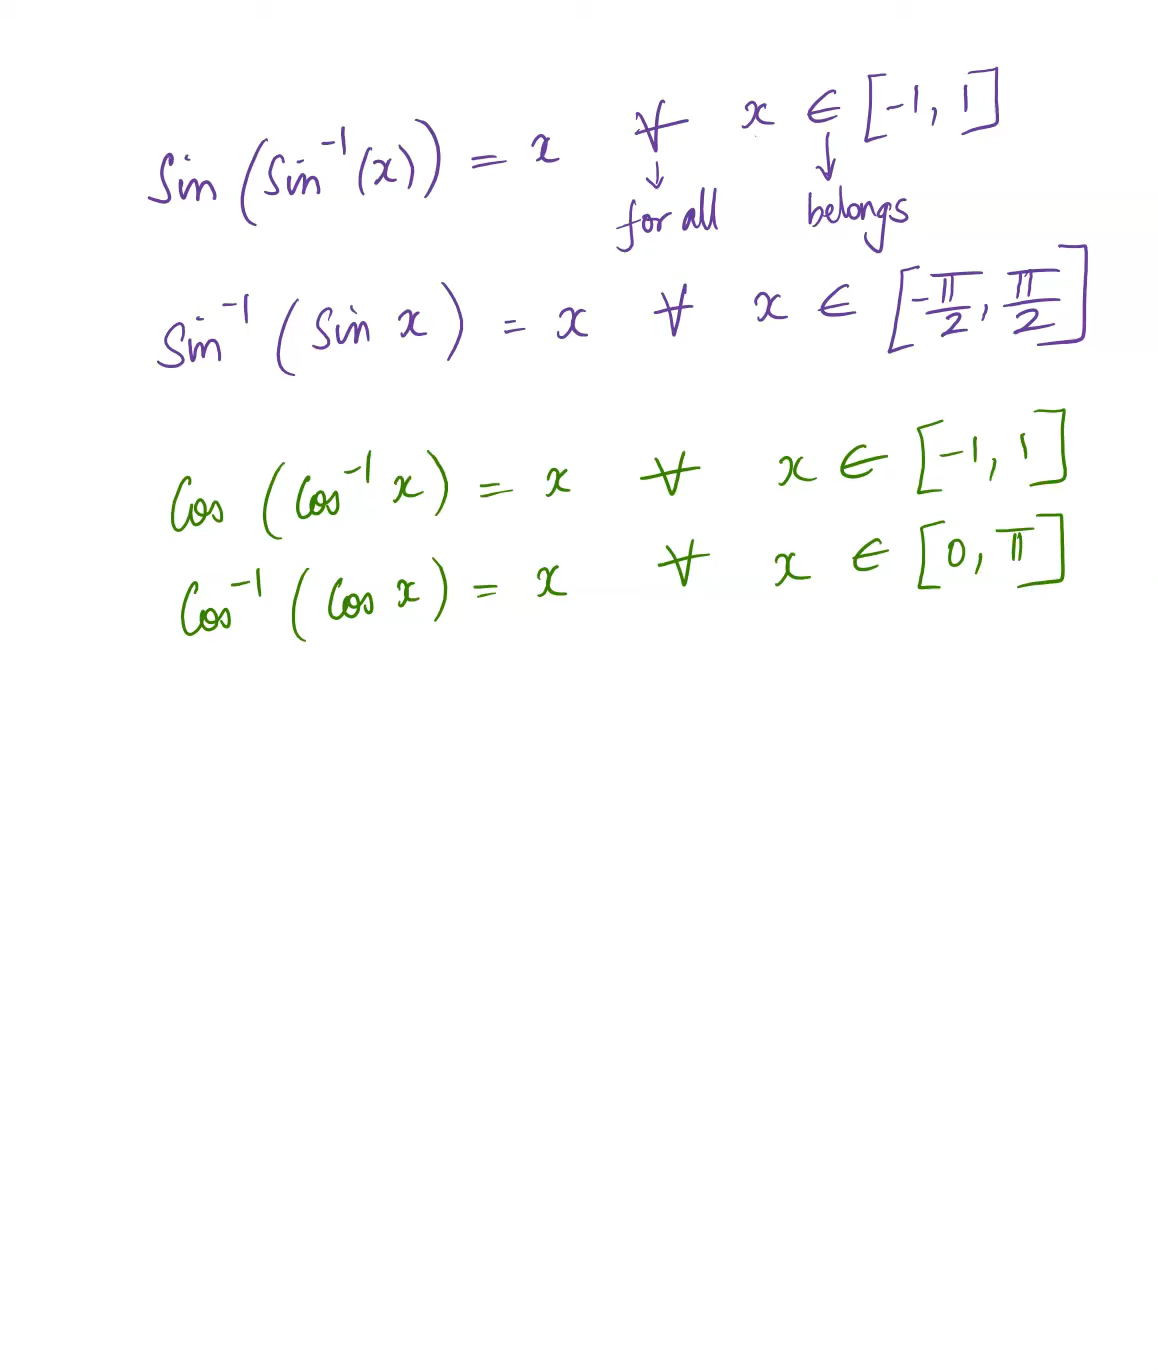 Sin (Sin⁻¹(x)) = x ∀ x ∈ [-1, 1]
↓ ↓
for all belongs
Sin⁻¹ (Sin x) = x ∀ x ∈ [-π/2, π/2]
Cos (Cos⁻¹ x) = x ∀ x ∈ [-1, 1]
Cos⁻¹ (Cos x) = x ∀ x ∈ [0, π]